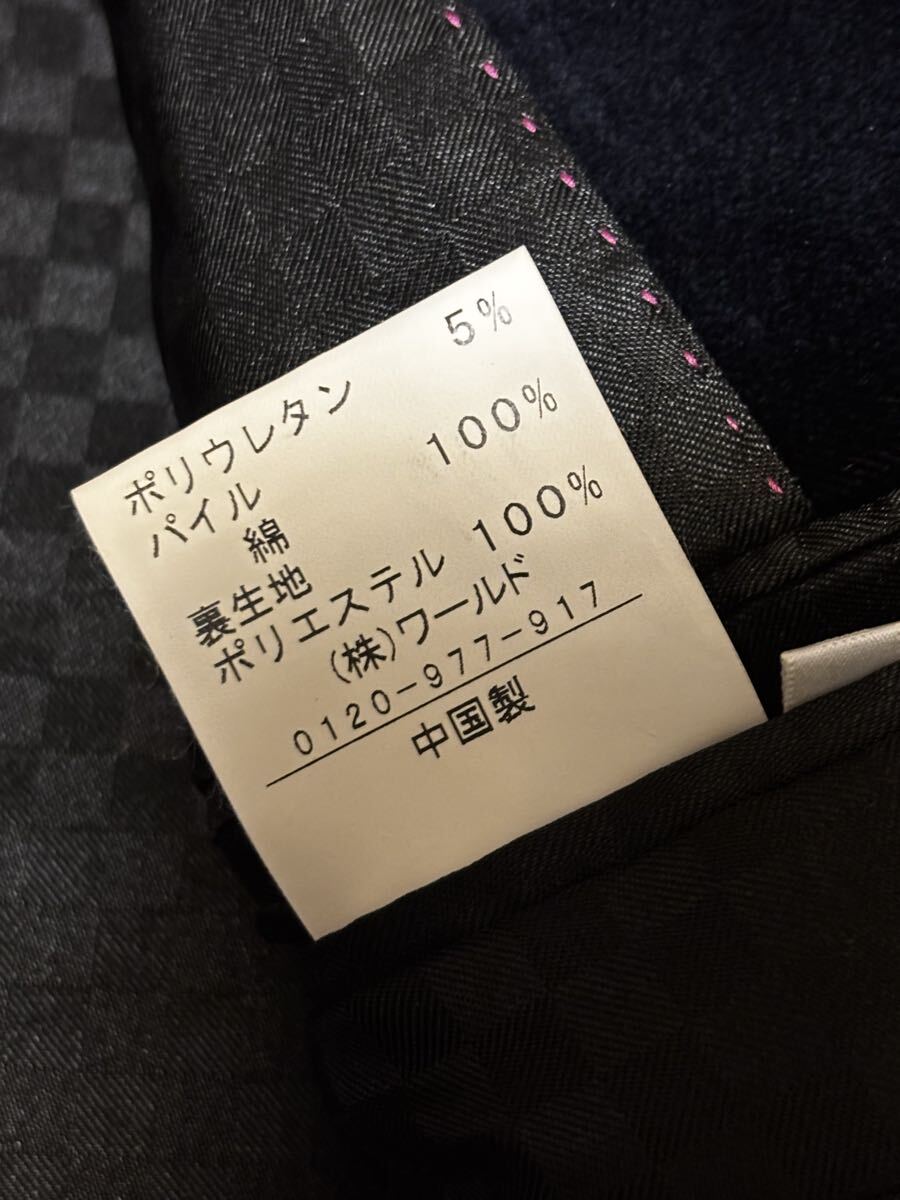 ポリウレタン 5%
パイル
綿 100%
裏生地
ポリエステル 100%
(株)ワールド
0120-977-917
中国製